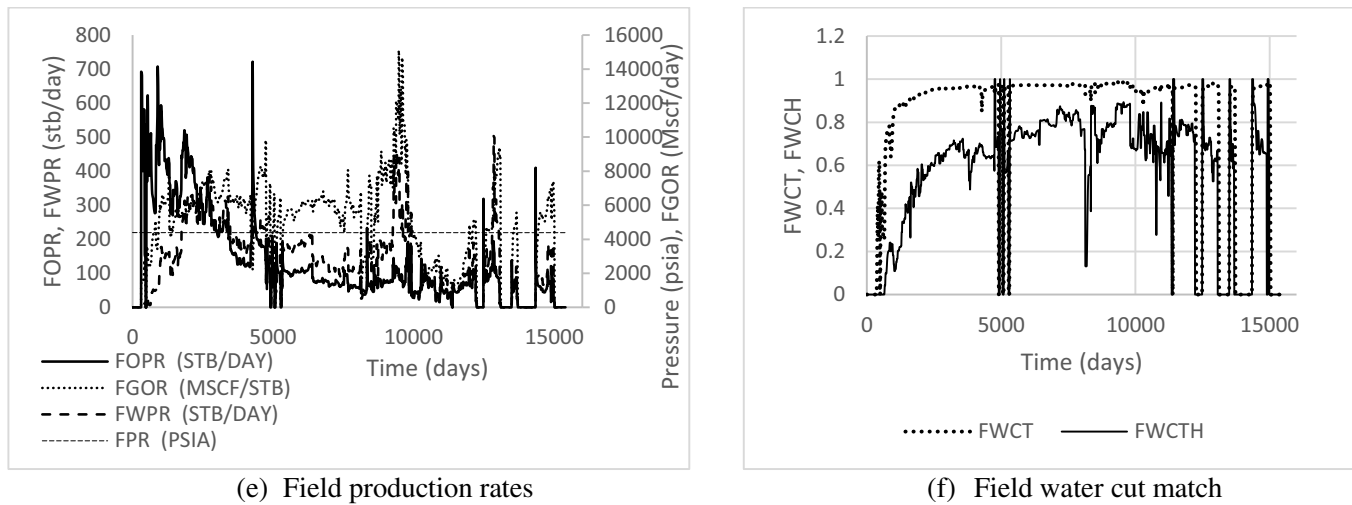 FOPR, FWPR (stb/day)
800
700
600
500
400
300
200
100
0
16000
14000
12000
10000
8000
6000
4000
2000
0
Pressure (psia), FGOR (Mscf/day)
0 5000 10000 15000
Time (days)
FOPR (STB/DAY)
FGOR (MSCF/STB)
FWPR (STB/DAY)
FPR (PSIA)
(e) Field production rates
FWCT, FWCH
1.2
1
0.8
0.6
0.4
0.2
0
0 5000 10000 15000
Time (days)
FWCT FWCTH
(f) Field water cut match